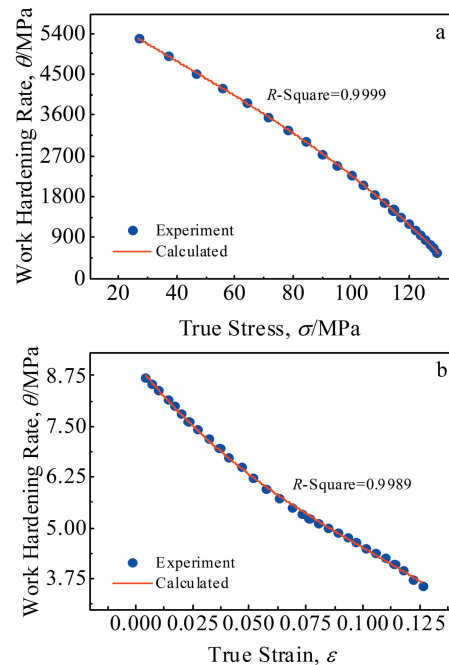 a
5400
4500
3600
2700
1800
900
0
Work Hardening Rate, θ/MPa
R-Square=0.9999
Experiment
Calculated
20 40 60 80 100 120
True Stress, σ/MPa
b
8.75
7.50
6.25
5.00
3.75
Work Hardening Rate, θ/MPa
R-Square=0.9989
Experiment
Calculated
0.000 0.025 0.050 0.075 0.100 0.125
True Strain, ε